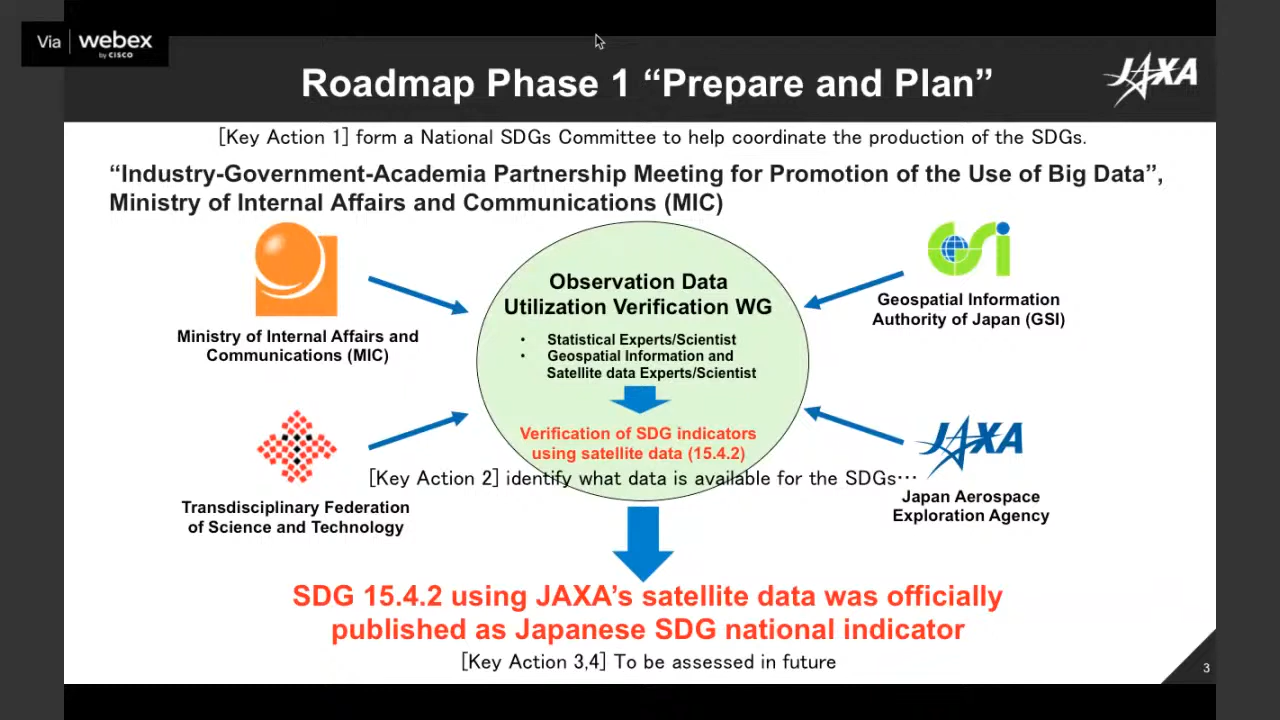 Via webex
by CISCO
Roadmap Phase 1 “Prepare and Plan”
JAXA
[Key Action 1] form a National SDGs Committee to help coordinate the production of the SDGs.
“Industry-Government-Academia Partnership Meeting for Promotion of the Use of Big Data”,
Ministry of Internal Affairs and Communications (MIC)
GSi
Observation Data
Utilization Verification WG
• Statistical Experts/Scientist
• Geospatial Information and
Satellite data Experts/Scientist
Geospatial Information
Authority of Japan (GSI)
Ministry of Internal Affairs and
Communications (MIC)
Verification of SDG indicators
using satellite data (15.4.2)
JAXA
[Key Action 2] identify what data is available for the SDGs…
Transdisciplinary Federation
of Science and Technology
Japan Aerospace
Exploration Agency
SDG 15.4.2 using JAXA’s satellite data was officially
published as Japanese SDG national indicator
[Key Action 3,4] To be assessed in future
3